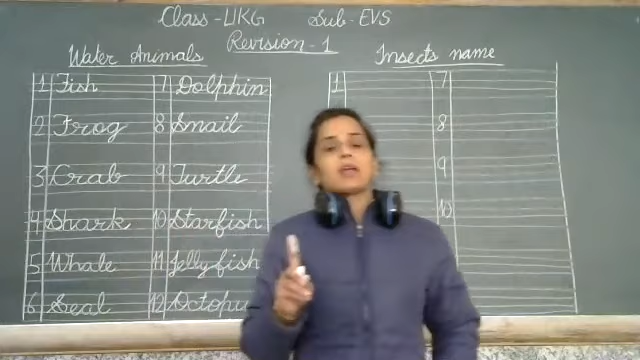 Class-UKG Sub-EVS
Revision-1
Water Animals
1 Fish 7 Dolphin
2 Frog 8 Snail
3 Crab 9 Turtle
4 Shark 10 Starfish
5 Whale 11 Jellyfish
6 Seal 12 Octopu
Insects name
1 7
8
9
10